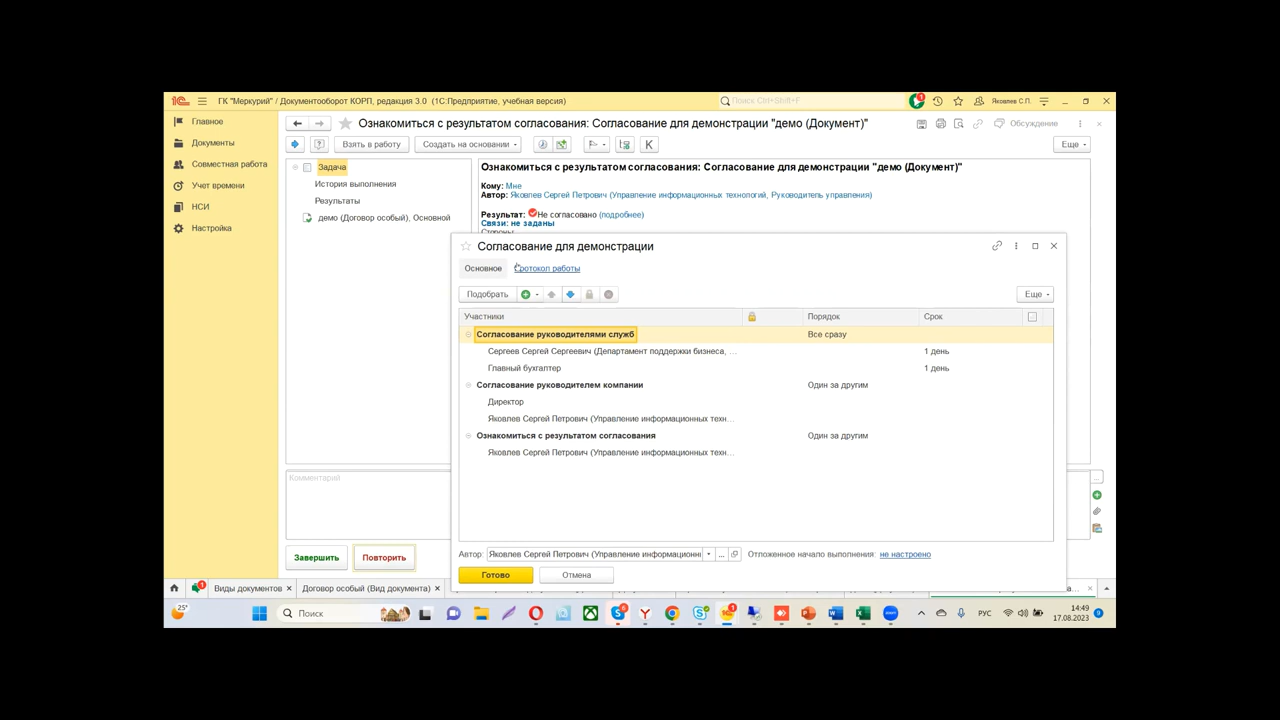 ГК "Меркурий" / Документооборот КОРП, редакция 3.0 (1С:Предприятие, учебная версия)
Поиск Ctrl+Shift+F
Яковлев С.П.
Главное
Документы
Совместная работа
Учет времени
НСИ
Настройка
Ознакомиться с результатом согласования: Согласование для демонстрации "демо (Документ)"
Обсуждение
Взять в работу
Создать на основании
Еще
Задача
История выполнения
Результаты
демо (Договор особый), Основной
Ознакомиться с результатом согласования: Согласование для демонстрации "демо (Документ)"
Кому: Мне
Автор: Яковлев Сергей Петрович (Управление информационных технологий, Руководитель управления)
Результат: Не согласовано (подробнее)
Связи: не заданы
Согласование для демонстрации
Основное
Протокол работы
Подобрать
Еще
Участники
Порядок
Срок
Согласование руководителями служб
Все сразу
Сергеев Сергей Сергеевич (Департамент поддержки бизнеса, ...
1 день
Главный бухгалтер
1 день
Согласование руководителем компании
Один за другим
Директор
Яковлев Сергей Петрович (Управление информационных техн...
Ознакомиться с результатом согласования
Один за другим
Яковлев Сергей Петрович (Управление информационных техн...
Автор: Яковлев Сергей Петрович (Управление информационн
Отложенное начало выполнения: не настроено
Готово
Отмена
Комментарий
Завершить
Повторить
Виды документов
Договор особый (Вид документа)
25°
Поиск
РУС
14:49
17.08.2023